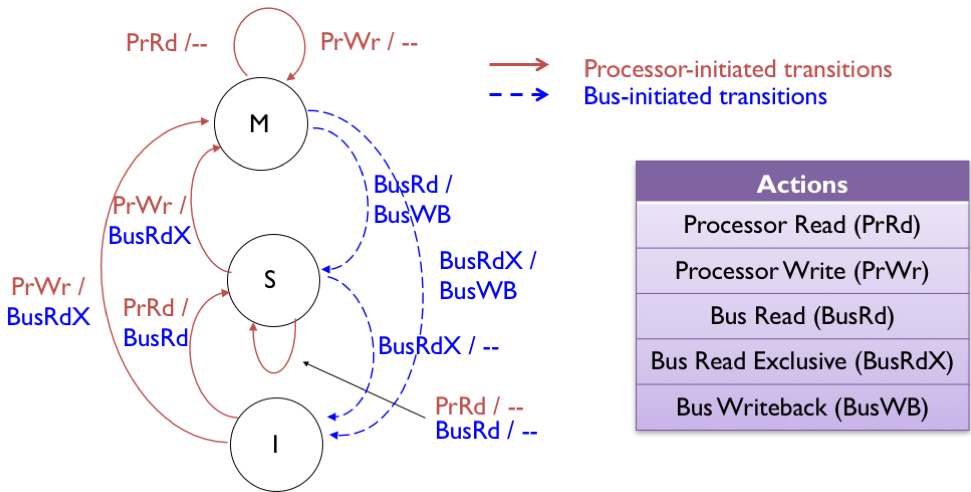 PrRd /--
PrWr / --
Processor-initiated transitions
Bus-initiated transitions
M
BusRd /
BusWB
PrWr /
BusRdX
Actions
Processor Read (PrRd)
Processor Write (PrWr)
Bus Read (BusRd)
Bus Read Exclusive (BusRdX)
Bus Writeback (BusWB)
S
BusRdX /
BusWB
PrWr /
BusRdX
PrRd /
BusRd
BusRdX / --
PrRd / --
BusRd / --
I